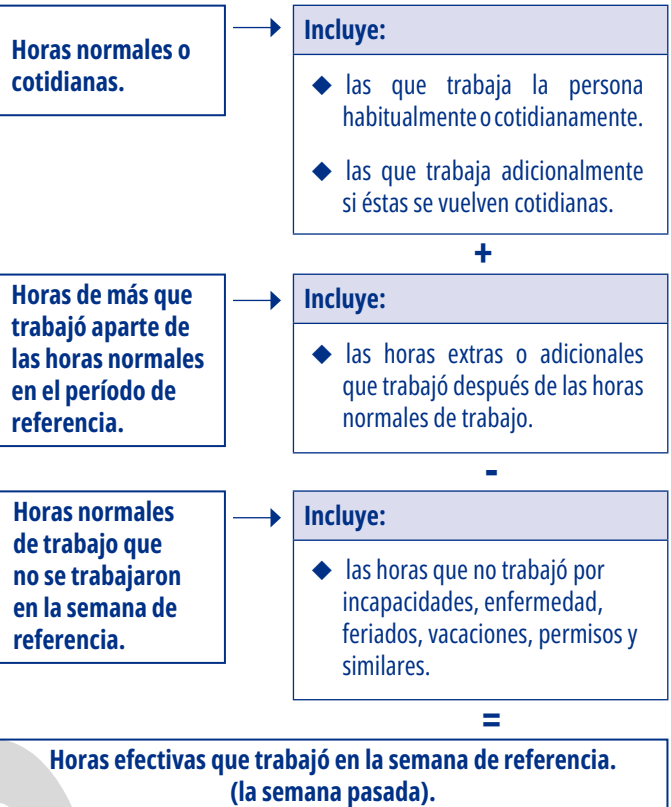 Horas normales o
cotidianas.
Incluye:
◆ las que trabaja la persona
habitualmente o cotidianamente.
◆ las que trabaja adicionalmente
si éstas se vuelven cotidianas.
+
Horas de más que
trabajó aparte de
las horas normales
en el período de
referencia.
Incluye:
◆ las horas extras o adicionales
que trabajó después de las horas
normales de trabajo.
-
Horas normales
de trabajo que
no se trabajaron
en la semana de
referencia.
Incluye:
◆ las horas que no trabajó por
incapacidades, enfermedad,
feriados, vacaciones, permisos y
similares.
=
Horas efectivas que trabajó en la semana de referencia.
(la semana pasada).